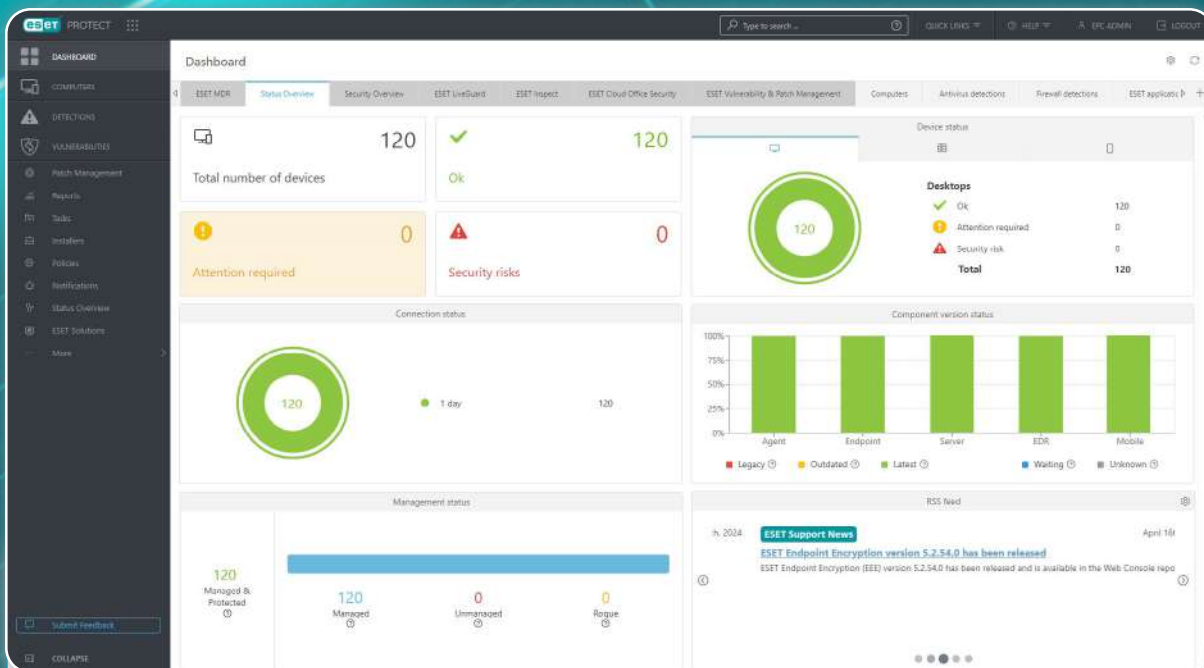 eset PROTECT
Type to search ...
QUICK LINKS
HELP
EPC ADMIN
LOGOUT
DASHBOARD
COMPUTERS
DETECTIONS
VULNERABILITIES
Patch Management
Reports
Tasks
Installers
Policies
Notifications
Status Overview
ESET Solutions
More
Submit Feedback
COLLAPSE
Dashboard
ESET MDR
Status Overview
Security Overview
ESET LiveGuard
ESET Inspect
ESET Cloud Office Security
ESET Vulnerability & Patch Management
Computers
Antivirus detections
Firewall detections
ESET applicatic
120
Total number of devices
120
Ok
0
Attention required
0
Security risks
Device status
120
Desktops
Ok 120
Attention required 0
Security risk 0
Total 120
Connection status
120
1 day 120
Component version status
100%
75%
50%
25%
0%
Agent Endpoint Server EDR Mobile
Legacy Outdated Latest Waiting Unknown
Management status
120
Managed &
Protected
120
Managed
0
Unmanaged
0
Rogue
RSS feed
h, 2024
ESET Support News
April 16t
ESET Endpoint Encryption version 5.2.54.0 has been released
ESET Endpoint Encryption (EEE) version 5.2.54.0 has been released and is available in the Web Console repo